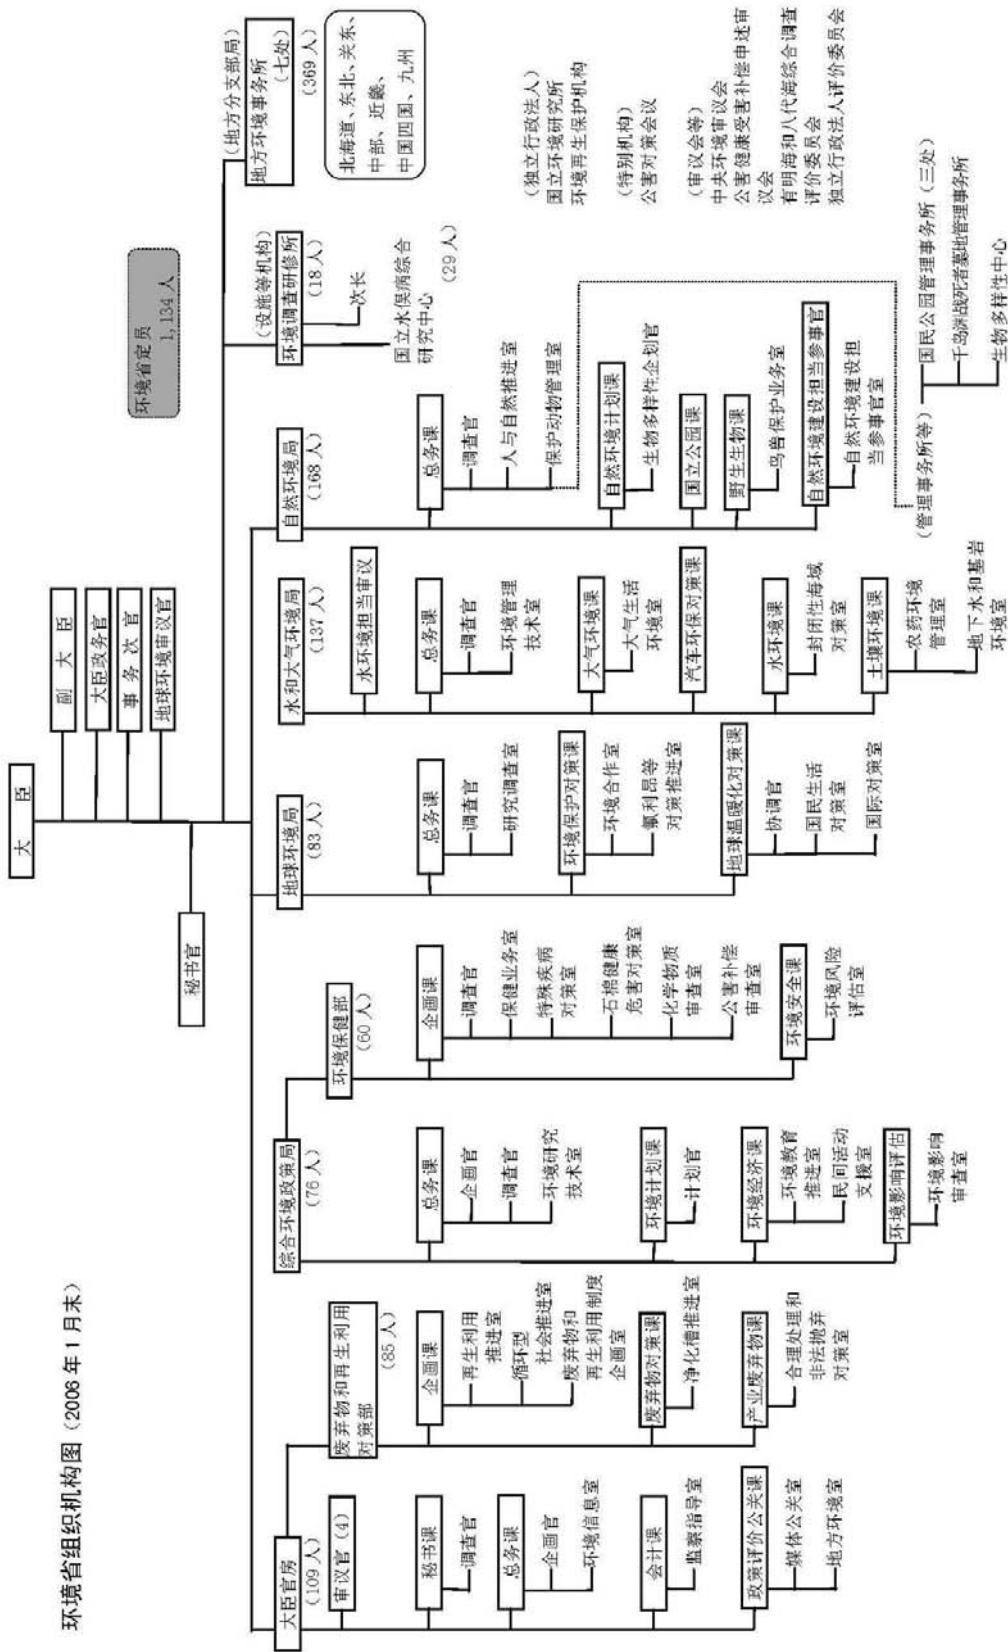 环境省组织机构图（2006年1月末）
环境省定员
1,134人
大　臣
副 大 臣
大臣政务官
事 务 次 官
地球环境审议官
秘书官
大臣官房
（109人）
审议官（4）
秘书课
调查官
总务课
企画官
环境信息室
会计课
监察指导室
政策评价公关课
媒体公关室
地方环境室
废弃物和再生利用
对策部
（85人）
企画课
再生利用
推进室
循环型
社会推进室
废弃物和
再生利用制度
企画室
废弃物对策课
净化槽推进室
产业废弃物课
合理处理和
非法抛弃
对策室
综合环境政策局
（76人）
总务课
企画官
调查官
环境研究
技术室
环境计划课
计划官
环境经济课
环境教育
推进室
民间活动
支援室
环境影响评估
环境影响
审查室
环境保健部
（60人）
企画课
调查官
保健业务室
特殊疾病
对策室
石棉健康
危害对策室
化学物质
审查室
公害补偿
审查室
环境安全课
环境风险
评估室
地球环境局
（83人）
总务课
调查官
研究调查室
环境保护对策课
环境合作室
氟利昂等
对策推进室
地球温暖化对策课
协调官
国民生活
对策室
国际对策室
水和大气环境局
（137人）
水环境担当审议
总务课
调查官
环境管理
技术室
大气环境课
大气生活
环境室
汽车环保对策课
水环境课
封闭性海域
对策室
土壤环境课
农药环境
管理室
地下水和基岩
环境室
自然环境局
（168人）
总务课
调查官
人与自然推进室
保护动物管理室
自然环境计划课
生物多样性企划官
国立公园课
野生生物课
鸟兽保护业务室
自然环境建设担当参事官
自然环境建设担
当参事官室
（管理事务所等）
国民公园管理事务所（三处）
千鸟渊战死者墓地管理事务所
生物多样性中心
（设施等机构）
环境调查研修所
（18人）
次长
国立水俣病综合
研究中心
（29人）
（地方分支部局）
地方环境事务所
（七处）
（369人）
北海道、东北、关东、
中部、近畿、
中国四国、九州
（独立行政法人）
国立环境研究所
环境再生保护机构
（特别机构）
公害对策会议
（审议会等）
中央环境审议会
公害健康受害补偿申述审
议会
有明海和八代海综合调查
评价委员会
独立行政法人评价委员会